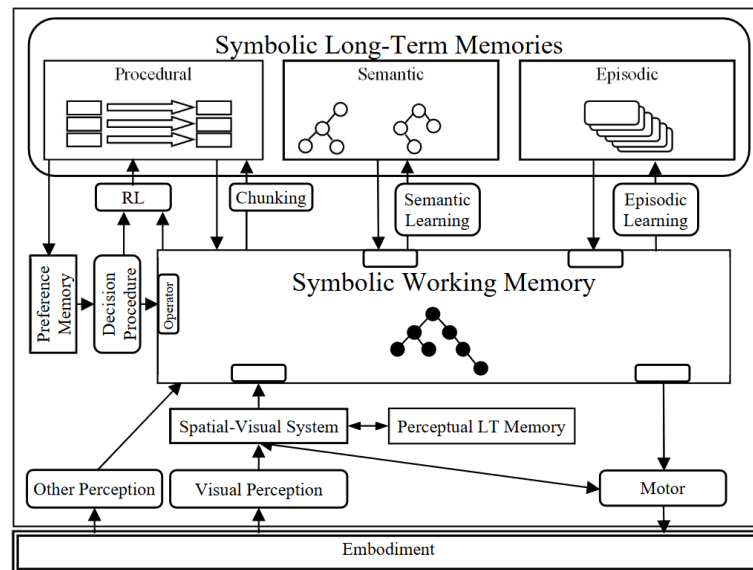 Symbolic Long-Term Memories
Procedural
Semantic
Episodic
RL
Chunking
Semantic
Learning
Episodic
Learning
Preference
Memory
Decision
Procedure
Operator
Symbolic Working Memory
Spatial-Visual System
Perceptual LT Memory
Other Perception
Visual Perception
Motor
Embodiment